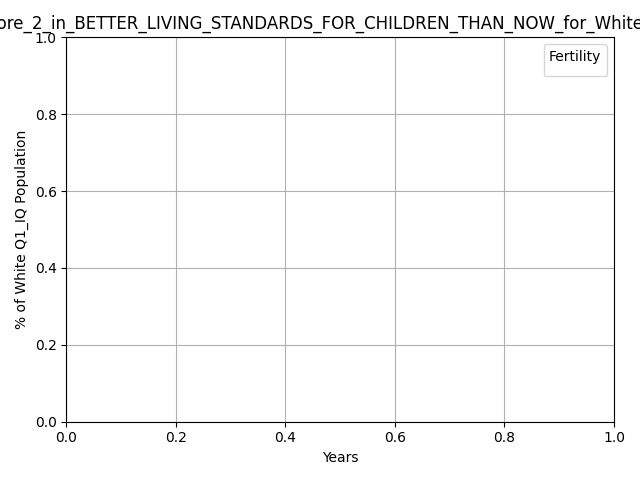 ore_2_in_BETTER_LIVING_STANDARDS_FOR_CHILDREN_THAN_NOW_for_White
Fertility
% of White Q1_IQ Population
1.0
0.8
0.6
0.4
0.2
0.0
0.0 0.2 0.4 0.6 0.8 1.0
Years